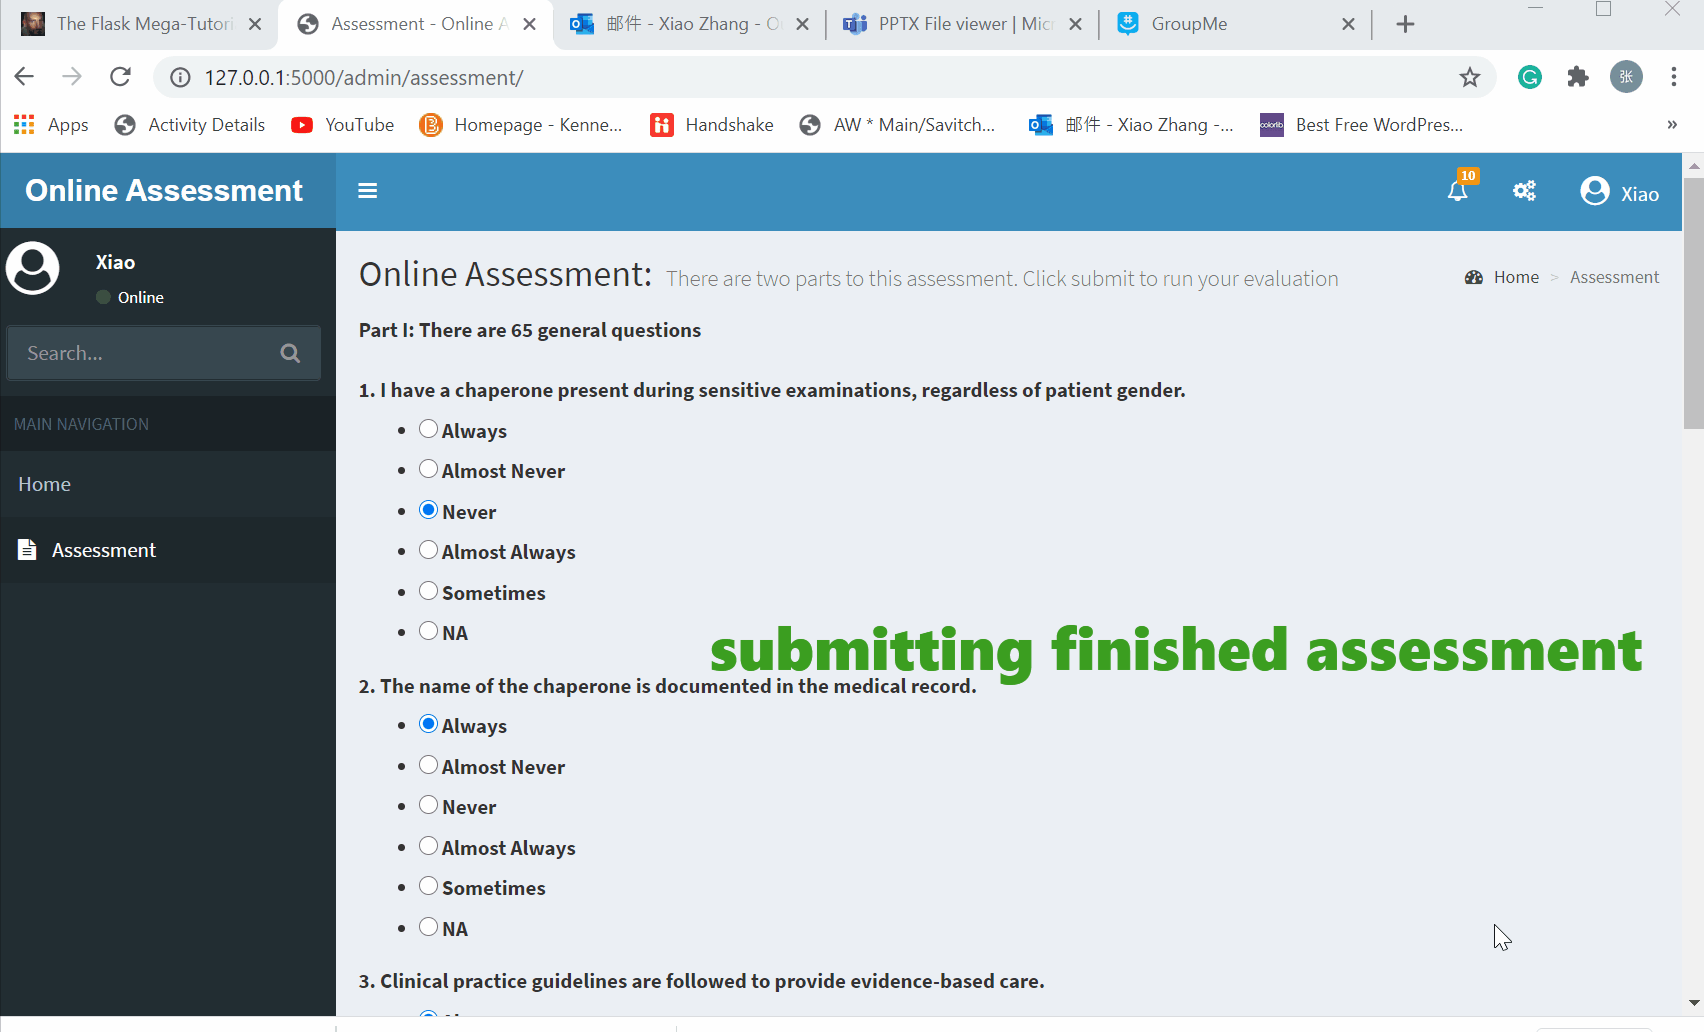 The Flask Mega-Tutori
Assessment - Online A
邮件 - Xiao Zhang - O
PPTX File viewer | Micr
GroupMe
127.0.0.1:5000/admin/assessment/
张
Apps
Activity Details
YouTube
Homepage - Kenne...
Handshake
AW * Main/Savitch...
邮件 - Xiao Zhang -...
colorlib
Best Free WordPres...
»
Online Assessment
10
Xiao
Xiao
Online
Search...
MAIN NAVIGATION
Home
Assessment
Online Assessment: There are two parts to this assessment. Click submit to run your evaluation
Home > Assessment
Part I: There are 65 general questions
1. I have a chaperone present during sensitive examinations, regardless of patient gender.
Always
Almost Never
Never
Almost Always
Sometimes
NA
submitting finished assessment
2. The name of the chaperone is documented in the medical record.
Always
Almost Never
Never
Almost Always
Sometimes
NA
3. Clinical practice guidelines are followed to provide evidence-based care.